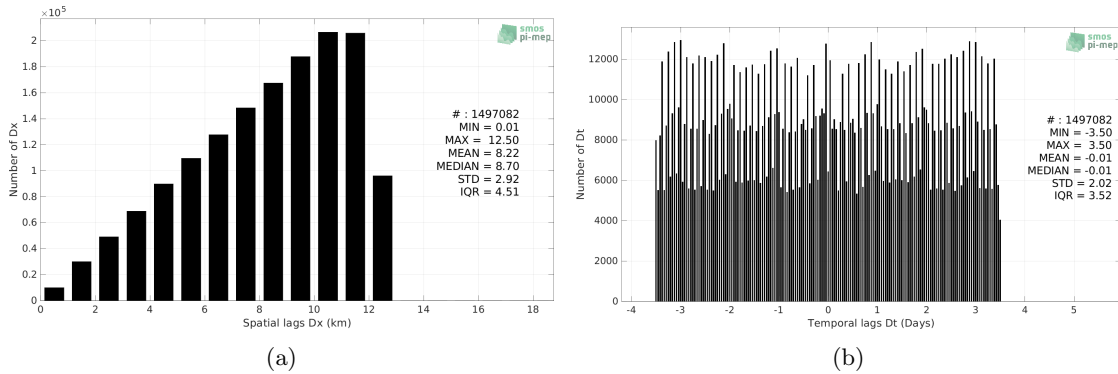 ×10⁵
2
1.8
1.6
1.4
1.2
1
0.8
0.6
0.4
0.2
0
Number of Dx
0 2 4 6 8 10 12 14 16 18
Spatial lags Dx (km)
smos
pi-mep
# : 1497082
MIN = 0.01
MAX = 12.50
MEAN = 8.22
MEDIAN = 8.70
STD = 2.92
IQR = 4.51
(a)
12000
10000
8000
6000
4000
2000
0
Number of Dt
-4 -3 -2 -1 0 1 2 3 4 5
Temporal lags Dt (Days)
smos
pi-mep
# : 1497082
MIN = -3.50
MAX = 3.50
MEAN = -0.01
MEDIAN = -0.01
STD = 2.02
IQR = 3.52
(b)